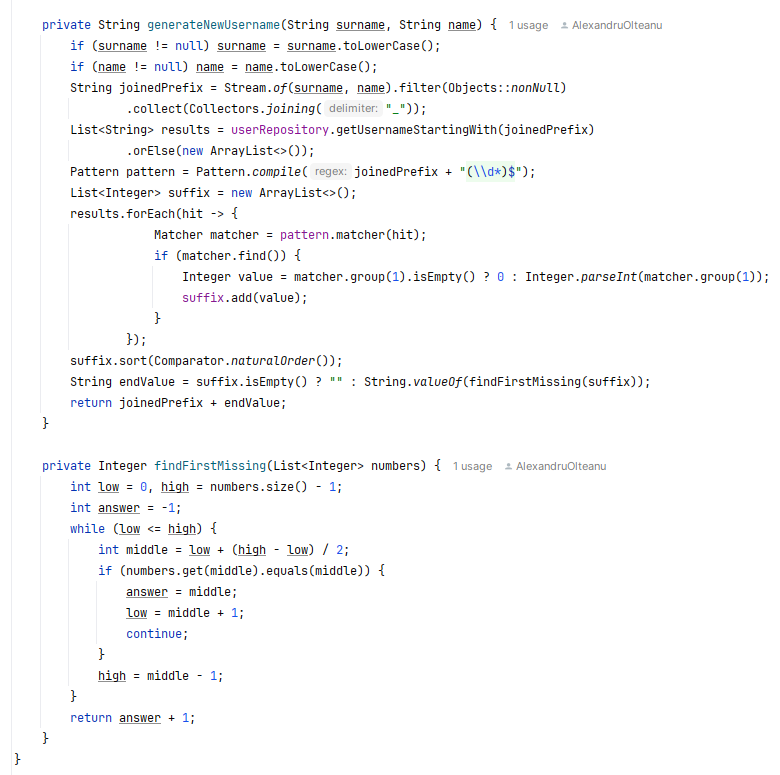 private String generateNewUsername(String surname, String name) { 1 usage AlexandruOlteanu
if (surname != null) surname = surname.toLowerCase();
if (name != null) name = name.toLowerCase();
String joinedPrefix = Stream.of(surname, name).filter(Objects::nonNull)
.collect(Collectors.joining( delimiter: "_"));
List<String> results = userRepository.getUsernameStartingWith(joinedPrefix)
.orElse(new ArrayList<>());
Pattern pattern = Pattern.compile( regex: joinedPrefix + "(\\d*)$");
List<Integer> suffix = new ArrayList<>();
results.forEach(hit -> {
Matcher matcher = pattern.matcher(hit);
if (matcher.find()) {
Integer value = matcher.group(1).isEmpty() ? 0 : Integer.parseInt(matcher.group(1));
suffix.add(value);
}
});
suffix.sort(Comparator.naturalOrder());
String endValue = suffix.isEmpty() ? "" : String.valueOf(findFirstMissing(suffix));
return joinedPrefix + endValue;
}
private Integer findFirstMissing(List<Integer> numbers) { 1 usage AlexandruOlteanu
int low = 0, high = numbers.size() - 1;
int answer = -1;
while (low <= high) {
int middle = low + (high - low) / 2;
if (numbers.get(middle).equals(middle)) {
answer = middle;
low = middle + 1;
continue;
}
high = middle - 1;
}
return answer + 1;
}
}